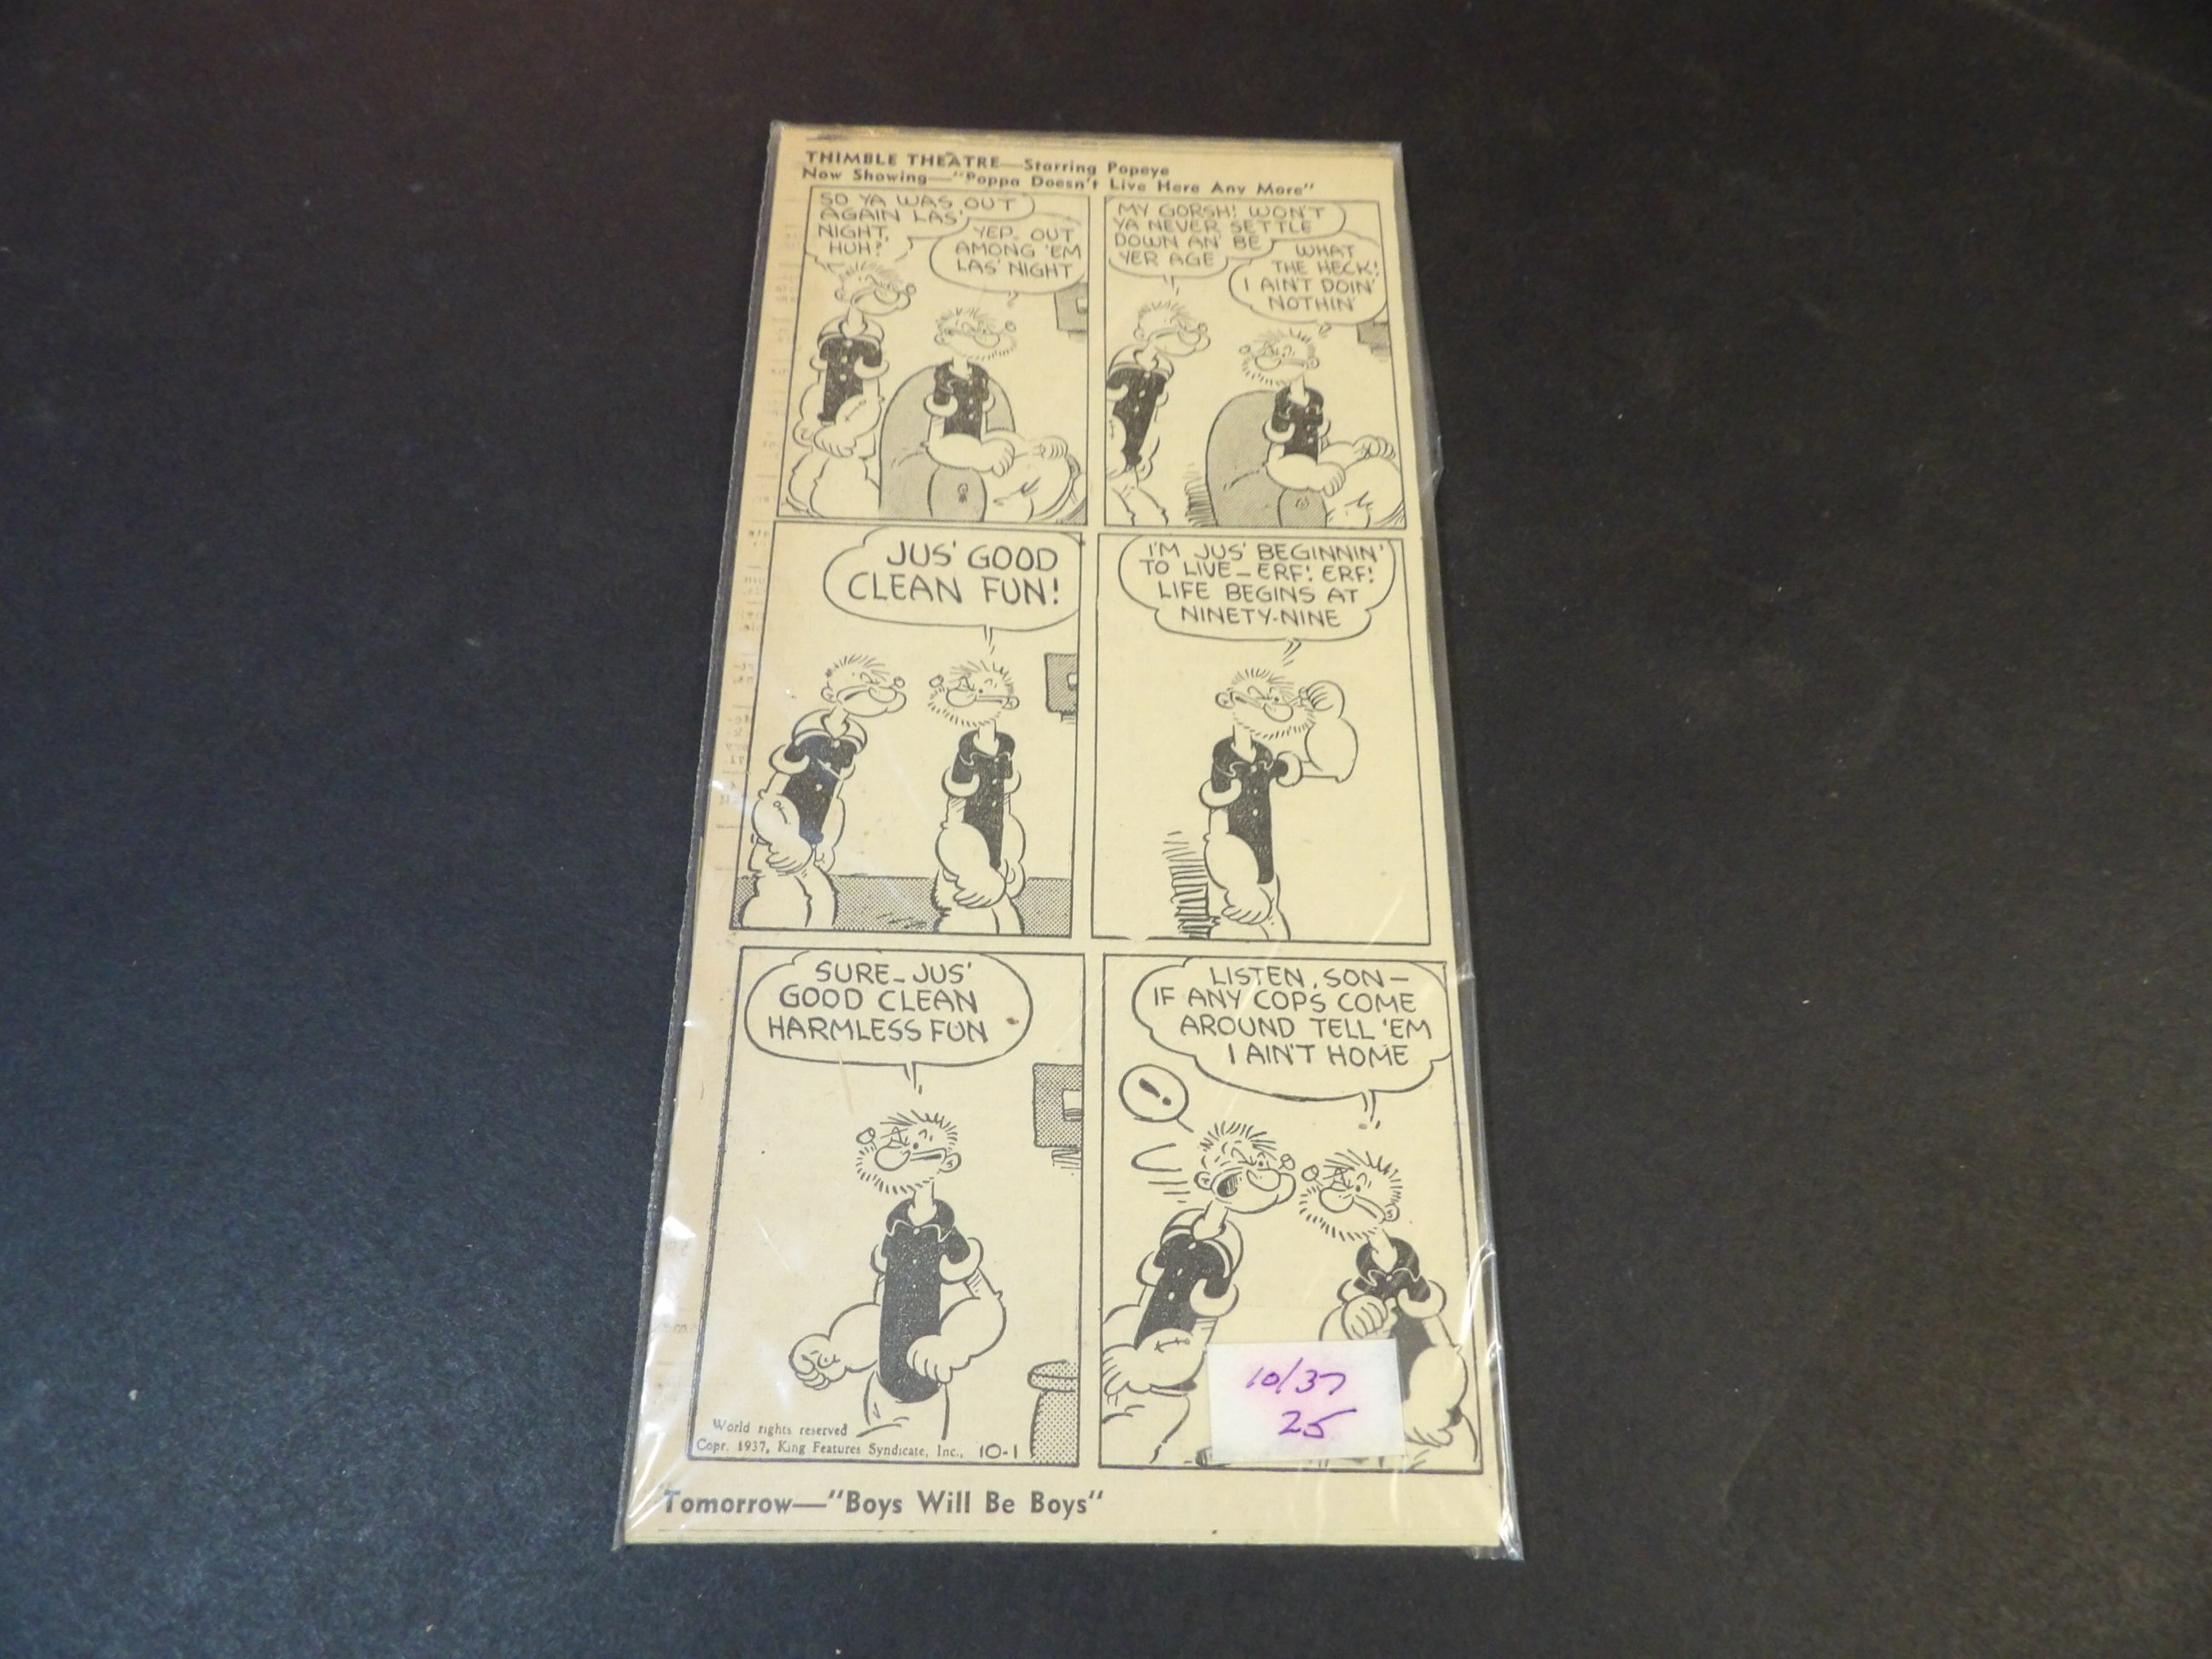 THIMBLE THEATRE—Starring Popeye
Now Showing—"Poppa Doesn't Live Here Any More"
SO YA WAS OUT
AGAIN LAS'
NIGHT,
HUH?
YEP- OUT
AMONG 'EM
LAS' NIGHT
MY GORSH! WON'T
YA NEVER SETTLE
DOWN AN' BE
YER AGE
WHAT
THE HECK!
I AIN'T DOIN'
NOTHIN'
JUS' GOOD
CLEAN FUN!
I'M JUS' BEGINNIN'
TO LIVE - ERF! ERF!
LIFE BEGINS AT
NINETY-NINE
SURE - JUS'
GOOD CLEAN
HARMLESS FUN
World rights reserved
Copr. 1937, King Features Syndicate, Inc., 10-1
LISTEN, SON—
IF ANY COPS COME
AROUND TELL 'EM
I AIN'T HOME
!
10/37
25
Tomorrow—"Boys Will Be Boys"